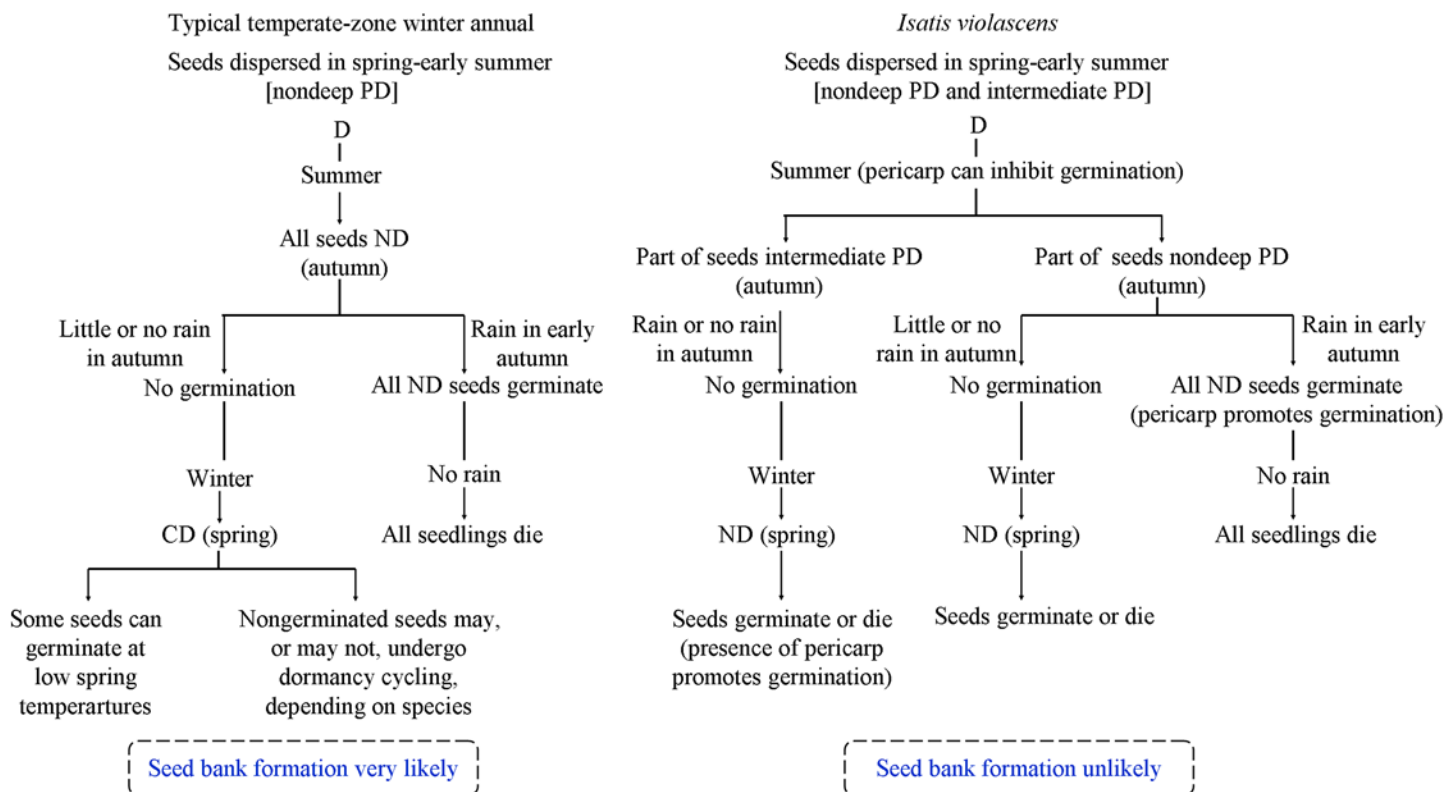 Typical temperate-zone winter annual
Seeds dispersed in spring-early summer
[nondeep PD]
D
Summer
All seeds ND
(autumn)
Little or no rain
in autumn
Rain in early
autumn
No germination
All ND seeds germinate
Winter
No rain
CD (spring)
All seedlings die
Some seeds can
germinate at
low spring
temperartures
Nongerminated seeds may,
or may not, undergo
dormancy cycling,
depending on species
Seed bank formation very likely
Isatis violascens
Seeds dispersed in spring-early summer
[nondeep PD and intermediate PD]
D
Summer (pericarp can inhibit germination)
Part of seeds intermediate PD
(autumn)
Part of seeds nondeep PD
(autumn)
Rain or no rain
in autumn
Little or no
rain in autumn
Rain in early
autumn
No germination
No germination
All ND seeds germinate
(pericarp promotes germination)
Winter
Winter
No rain
ND (spring)
ND (spring)
All seedlings die
Seeds germinate or die
(presence of pericarp
promotes germination)
Seeds germinate or die
Seed bank formation unlikely